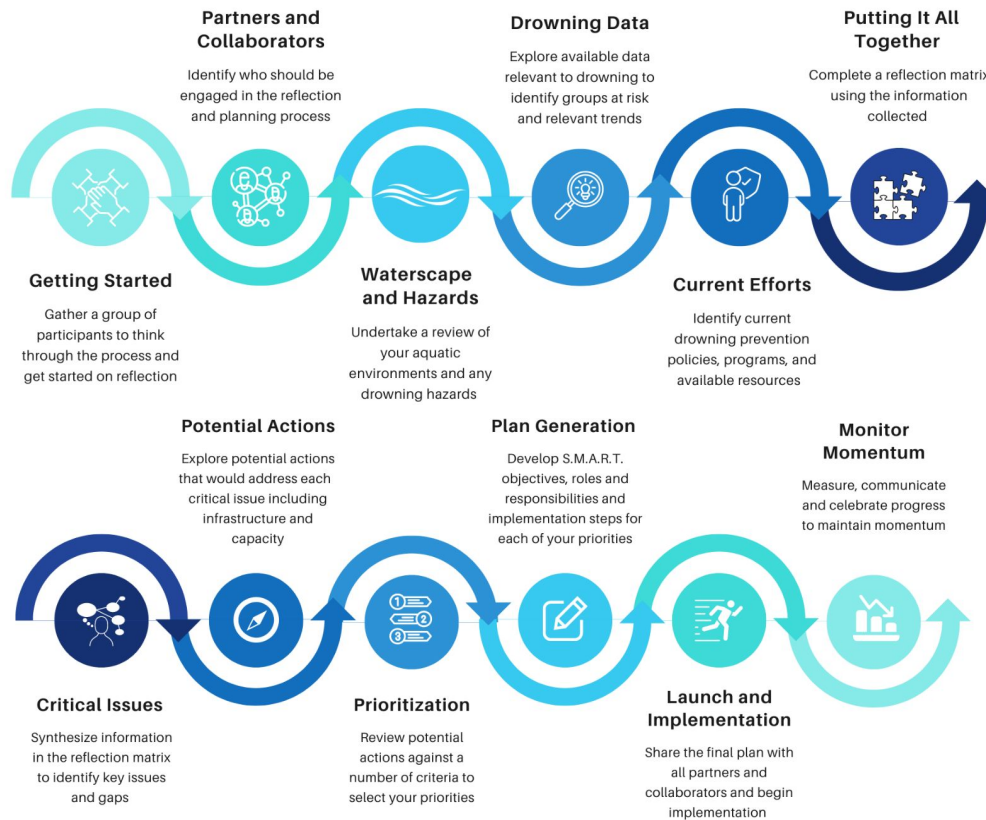 Getting Started
Gather a group of
participants to think
through the process and
get started on reflection
Partners and
Collaborators
Identify who should be
engaged in the reflection
and planning process
Waterscape
and Hazards
Undertake a review of
your aquatic
environments and any
drowning hazards
Drowning Data
Explore available data
relevant to drowning to
identify groups at risk
and relevant trends
Current Efforts
Identify current
drowning prevention
policies, programs, and
available resources
Putting It All
Together
Complete a reflection matrix
using the information
collected
Critical Issues
Synthesize information
in the reflection matrix
to identify key issues
and gaps
Potential Actions
Explore potential actions
that would address each
critical issue including
infrastructure and
capacity
1
2
3
Prioritization
Review potential
actions against a
number of criteria to
select your priorities
Plan Generation
Develop S.M.A.R.T.
objectives, roles and
responsibilities and
implementation steps for
each of your priorities
Launch and
Implementation
Share the final plan with
all partners and
collaborators and begin
implementation
Monitor
Momentum
Measure, communicate
and celebrate progress
to maintain momentum